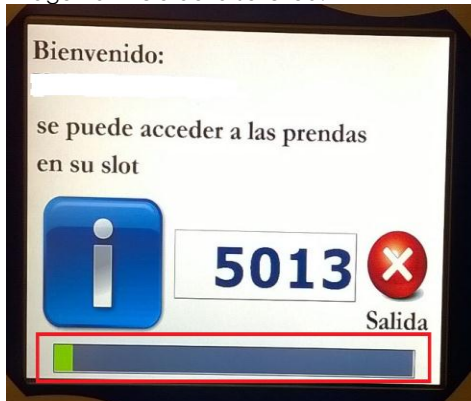 Bienvenido:
se puede acceder a las prendas
en su slot
5013
Salida